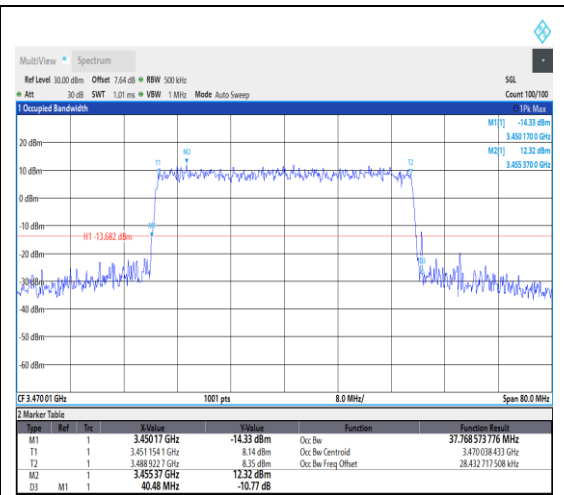 MultiView Spectrum
Ref Level 30.00 dBm Offset 7.64 dB RBW 500 kHz SGL
Att 30 dB SWT 1.01 ms VBW 1 MHz Mode Auto Sweep Count 100/100
1 Occupied Bandwidth 1Pk Max
M1[1] -14.33 dBm
3.450 170 0 GHz
M2[1] 12.32 dBm
3.455 370 0 GHz
20 dBm
M2
T1 T2
10 dBm
0 dBm
-10 dBm
M1
H1 -13.682 dBm
-20 dBm
D3
-30 dBm
-40 dBm
-50 dBm
-60 dBm
CF 3.470 01 GHz 1001 pts 8.0 MHz/ Span 80.0 MHz
2 Marker Table
Type Ref Trc X-Value Y-Value Function Function Result
M1 1 3.450 17 GHz -14.33 dBm Occ Bw 37.768 573 776 MHz
T1 1 3.451 154 1 GHz 8.14 dBm Occ Bw Centroid 3.470 038 433 GHz
T2 1 3.488 922 7 GHz 8.35 dBm Occ Bw Freq Offset 28.432 717 508 kHz
M2 1 3.455 37 GHz 12.32 dBm
D3 M1 1 40.48 MHz -10.77 dB